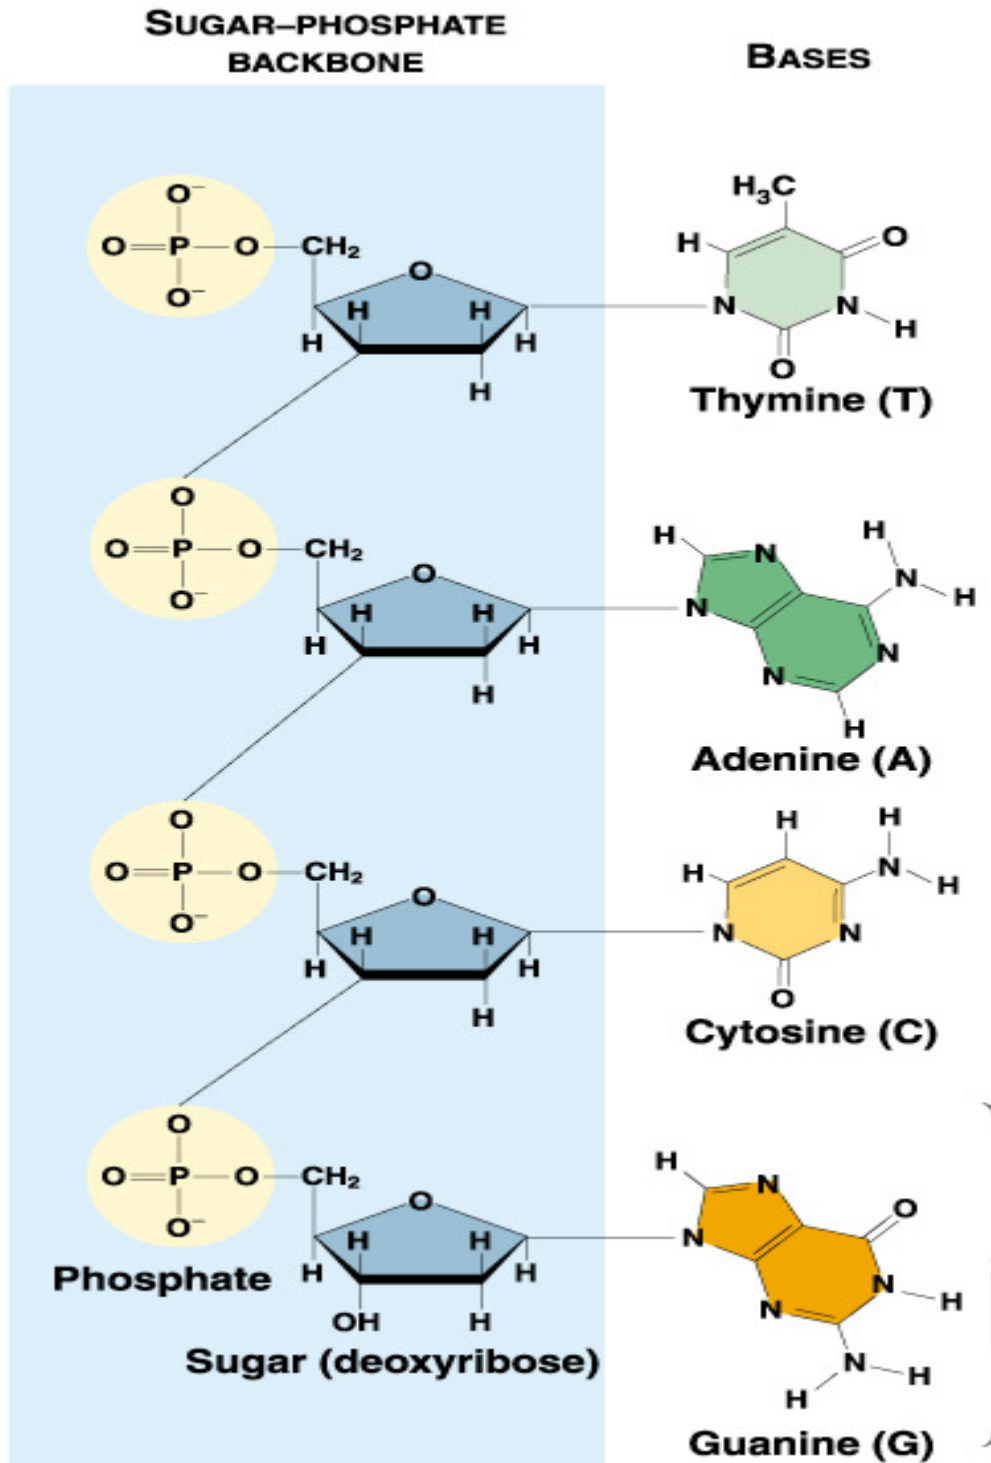 SUGAR–PHOSPHATE
BACKBONE
BASES
O⁻
O=P—O—CH₂
O⁻
O
H
H
H
H
H
H₃C
H
O
N
N
H
O
Thymine (T)
O
O=P—O—CH₂
O⁻
O
H
H
H
H
H
H
N
H
N
H
N
N
N
H
Adenine (A)
O
O=P—O—CH₂
O⁻
O
H
H
H
H
H
H
H
H
N
H
N
N
O
Cytosine (C)
O
O=P—O—CH₂
O⁻
Phosphate
O
H
H
H
H
OH
H
Sugar (deoxyribose)
H
N
O
N
N
H
N
N
H
H
Guanine (G)